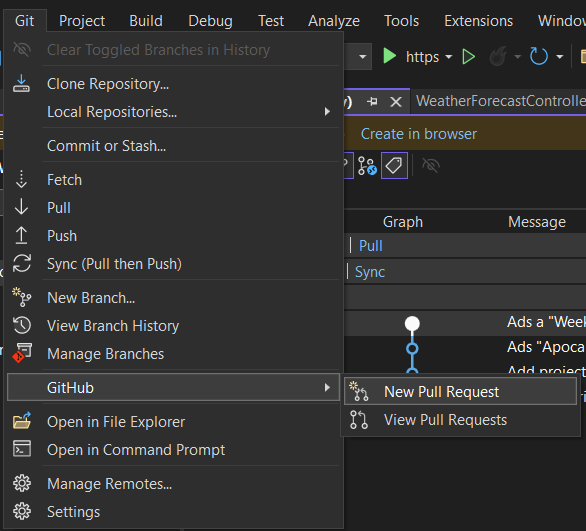 Git Project Build Debug Test Analyze Tools Extensions Window
Clear Toggled Branches in History
https
Clone Repository...
Local Repositories...
WeatherForecastControlle
Create in browser
Commit or Stash...
Fetch
Pull
Push
Sync (Pull then Push)
Graph Message
Pull
Sync
New Branch...
View Branch History
Manage Branches
Ads a "Week
Ads "Apoca
Add project
GitHub
New Pull Request
View Pull Requests
Open in File Explorer
Open in Command Prompt
Manage Remotes...
Settings